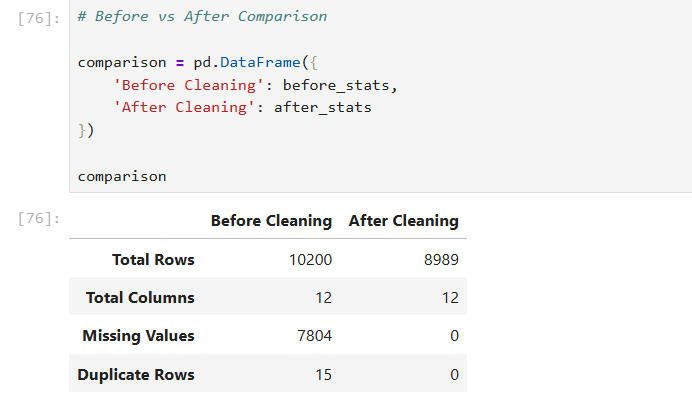 [76]: # Before vs After Comparison
comparison = pd.DataFrame({
    'Before Cleaning': before_stats,
    'After Cleaning': after_stats
})
comparison
[76]:
Before Cleaning After Cleaning
Total Rows 10200 8989
Total Columns 12 12
Missing Values 7804 0
Duplicate Rows 15 0